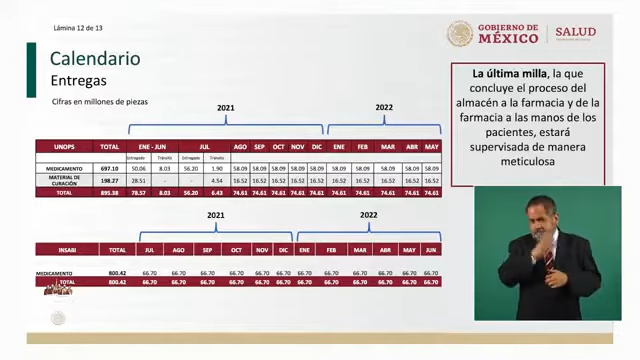 Lámina 12 de 13
GOBIERNO DE
MÉXICO
SALUD
Calendario
Entregas
Cifras en millones de piezas
La última milla, la que
concluye el proceso del
almacén a la farmacia y de la
farmacia a las manos de los
pacientes, estará
supervisada de manera
meticulosa
2021 2022
UNOPS TOTAL ENE - JUN JUL AGO SEP OCT NOV DIC ENE FEB MAR ABR MAY
Entregado Tránsito Entregado Tránsito
MEDICAMENTO 697.10 50.06 8.03 56.20 1.90 58.09 58.09 58.09 58.09 58.09 58.09 58.09 58.09 58.09 58.09
MATERIAL DE
CURACIÓN 198.27 28.51 - - 4.54 16.52 16.52 16.52 16.52 16.52 16.52 16.52 16.52 16.52 16.52
TOTAL 895.38 78.57 8.03 56.20 6.43 74.61 74.61 74.61 74.61 74.61 74.61 74.61 74.61 74.61 74.61
2021 2022
INSABI TOTAL JUL AGO SEP OCT NOV DIC ENE FEB MAR ABR MAY JUN
MEDICAMENTO 800.42 66.70 66.70 66.70 66.70 66.70 66.70 66.70 66.70 66.70 66.70 66.70 66.70
TOTAL 800.42 66.70 66.70 66.70 66.70 66.70 66.70 66.70 66.70 66.70 66.70 66.70 66.70